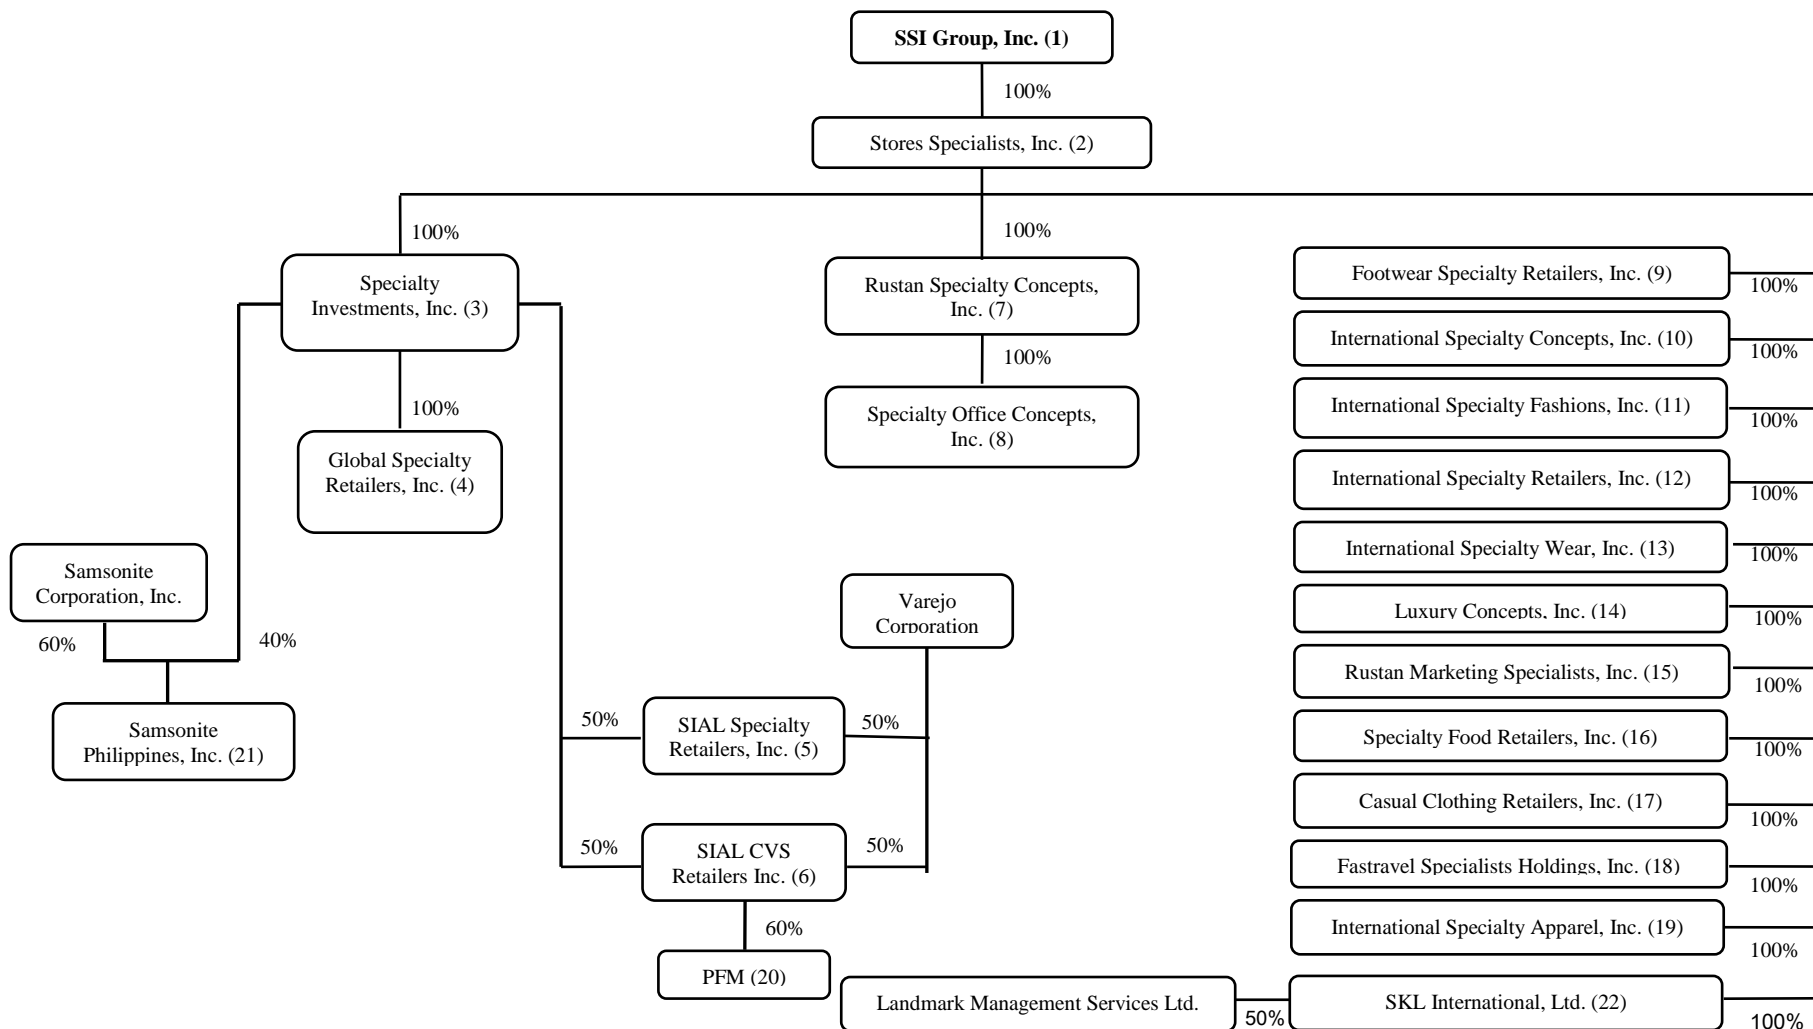 SSI Group, Inc. (1)
100%
Stores Specialists, Inc. (2)
100%
100%
Specialty
Investments, Inc. (3)
Rustan Specialty Concepts,
Inc. (7)
100%
100%
Global Specialty
Retailers, Inc. (4)
Specialty Office Concepts,
Inc. (8)
Samsonite
Corporation, Inc.
60%
40%
Samsonite
Philippines, Inc. (21)
Varejo
Corporation
50%
SIAL Specialty
Retailers, Inc. (5)
50%
50%
SIAL CVS
Retailers Inc. (6)
50%
60%
PFM (20)
Footwear Specialty Retailers, Inc. (9)
100%
International Specialty Concepts, Inc. (10)
100%
International Specialty Fashions, Inc. (11)
100%
International Specialty Retailers, Inc. (12)
100%
International Specialty Wear, Inc. (13)
100%
Luxury Concepts, Inc. (14)
100%
Rustan Marketing Specialists, Inc. (15)
100%
Specialty Food Retailers, Inc. (16)
100%
Casual Clothing Retailers, Inc. (17)
100%
Fastravel Specialists Holdings, Inc. (18)
100%
International Specialty Apparel, Inc. (19)
100%
Landmark Management Services Ltd.
50%
SKL International, Ltd. (22)
100%